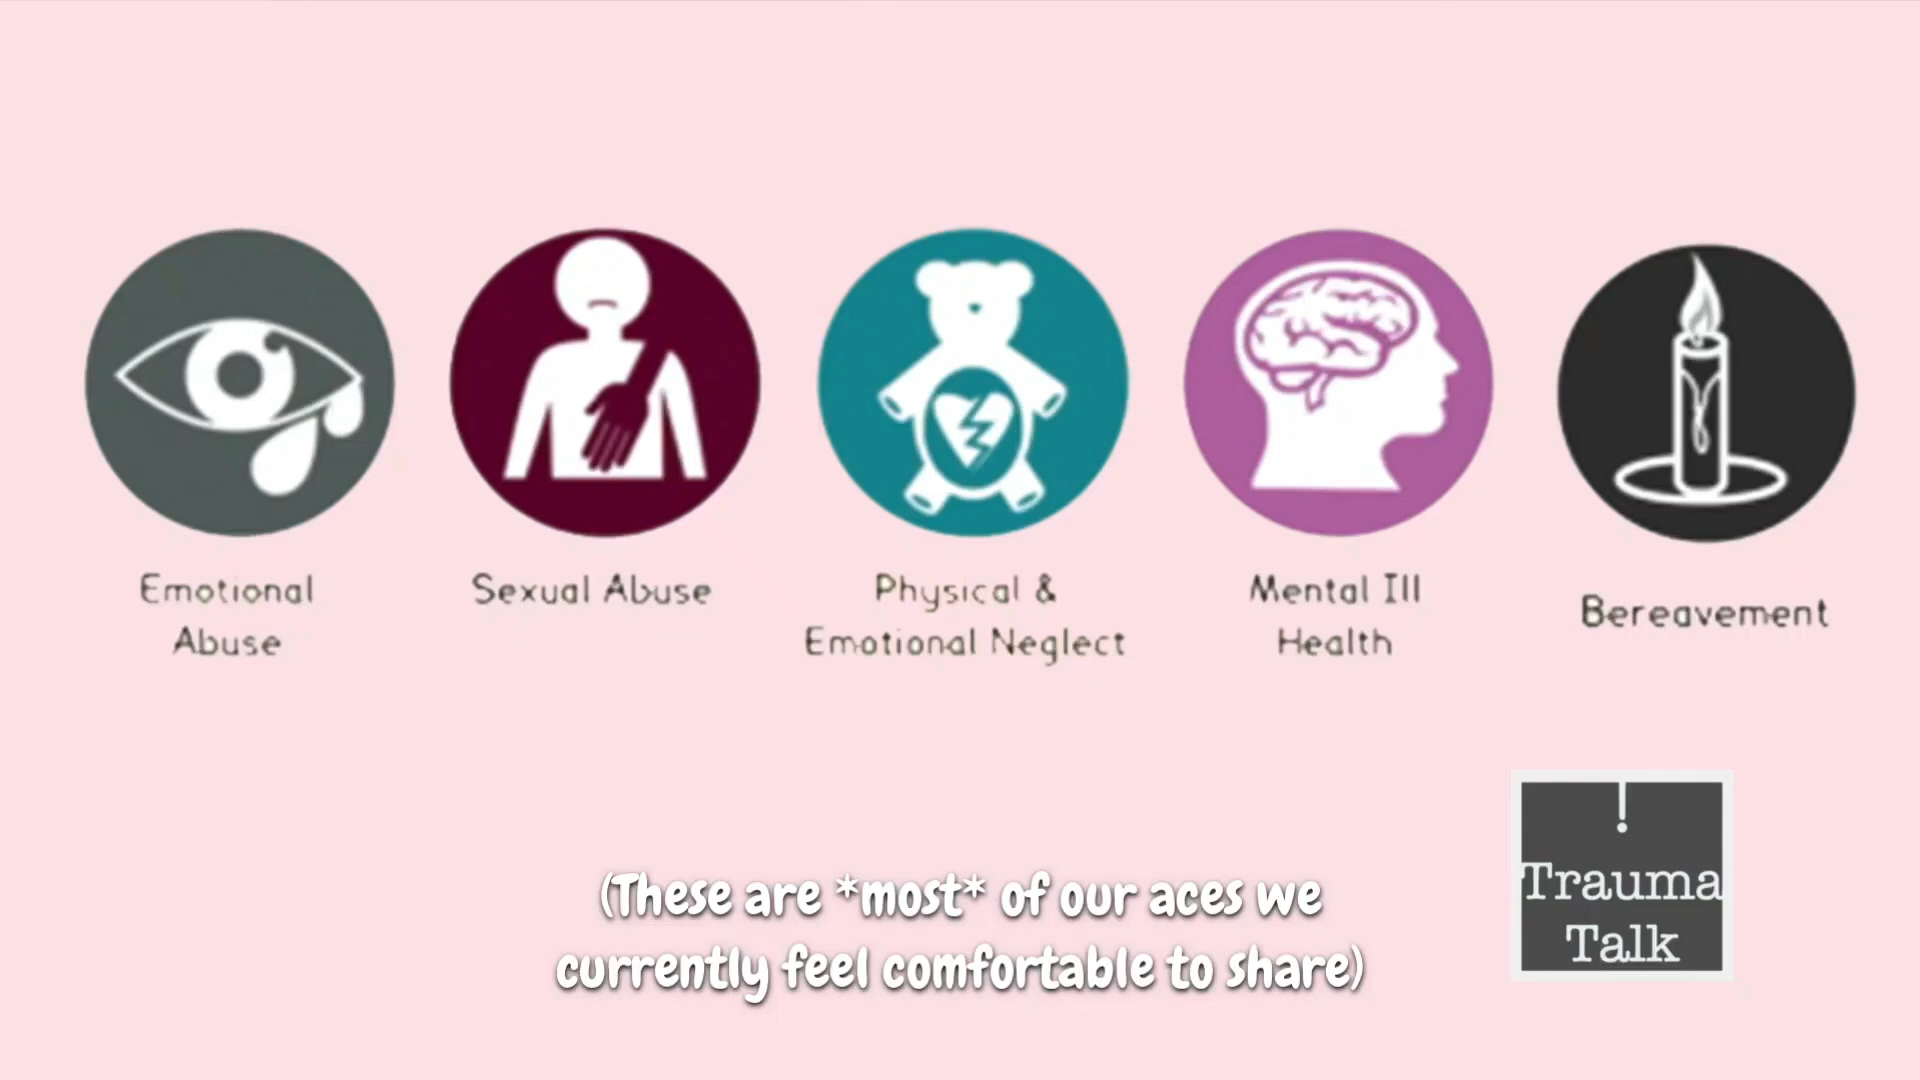 Emotional
Abuse
Sexual Abuse
Physical &
Emotional Neglect
Mental Ill
Health
Bereavement
(These are *most* of our aces we
currently feel comfortable to share)
!
Trauma
Talk